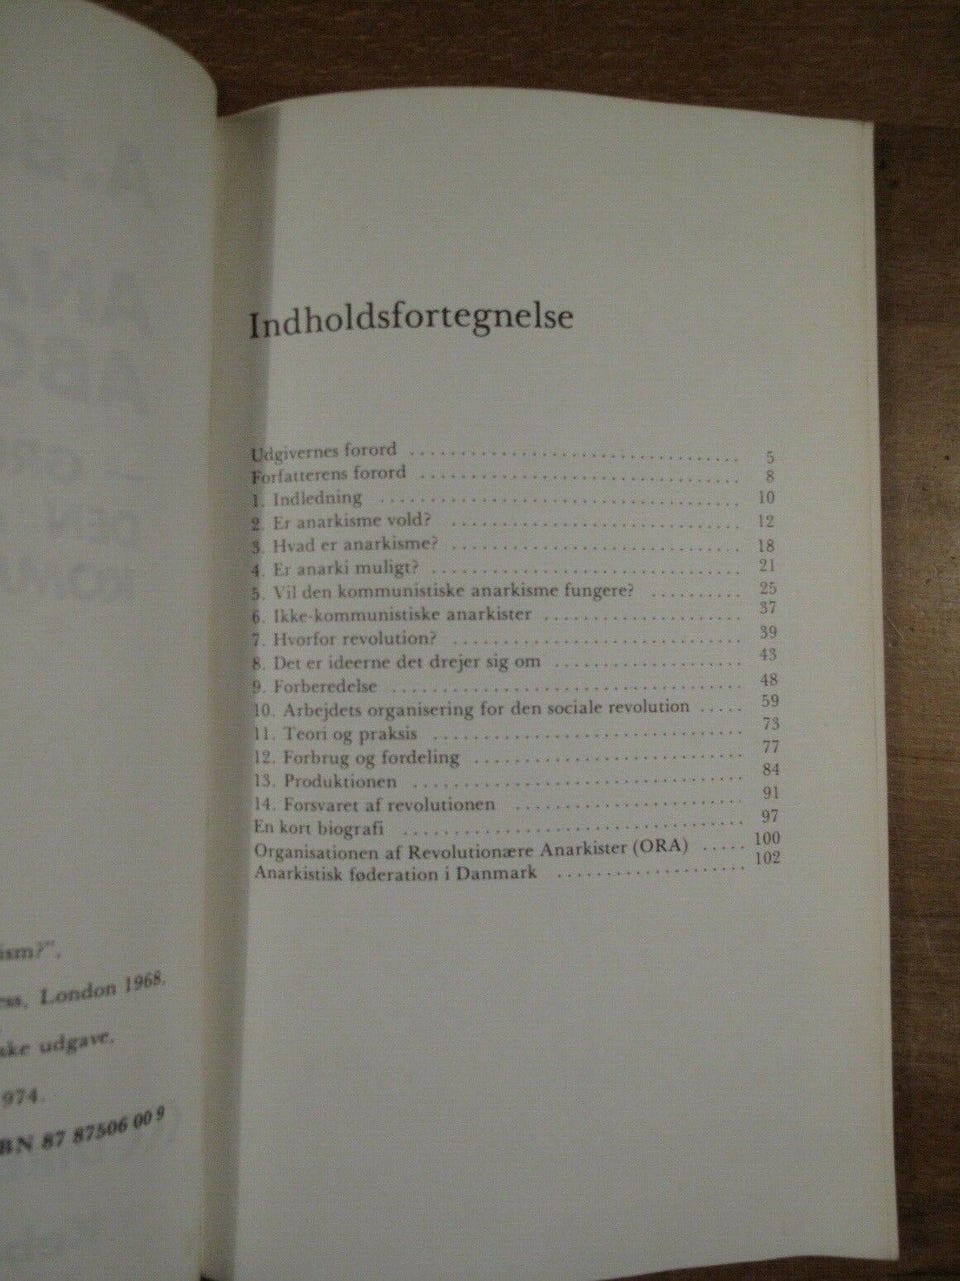 ism?",
ess, London 1968.
ske udgave.
1974.
BN 87 87506 00 9
Indholdsfortegnelse
Udgivernes forord . . . . . . . . . . . . . . . . . . . . . . . . . . . . . . 5
Forfatterens forord . . . . . . . . . . . . . . . . . . . . . . . . . . . . . 8
1. Indledning . . . . . . . . . . . . . . . . . . . . . . . . . . . . . . . . 10
2. Er anarkisme vold? . . . . . . . . . . . . . . . . . . . . . . . . . . 12
3. Hvad er anarkisme? . . . . . . . . . . . . . . . . . . . . . . . . . . 18
4. Er anarki muligt? . . . . . . . . . . . . . . . . . . . . . . . . . . . 21
5. Vil den kommunistiske anarkisme fungere? . . . . . . . . . . 25
6. Ikke-kommunistiske anarkister . . . . . . . . . . . . . . . . . . 37
7. Hvorfor revolution? . . . . . . . . . . . . . . . . . . . . . . . . . . 39
8. Det er ideerne det drejer sig om . . . . . . . . . . . . . . . . . 43
9. Forberedelse . . . . . . . . . . . . . . . . . . . . . . . . . . . . . . . 48
10. Arbejdets organisering for den sociale revolution . . . . . 59
11. Teori og praksis . . . . . . . . . . . . . . . . . . . . . . . . . . . . 73
12. Forbrug og fordeling . . . . . . . . . . . . . . . . . . . . . . . . 77
13. Produktionen . . . . . . . . . . . . . . . . . . . . . . . . . . . . . 84
14. Forsvaret af revolutionen . . . . . . . . . . . . . . . . . . . . . 91
En kort biografi . . . . . . . . . . . . . . . . . . . . . . . . . . . . . . 97
Organisationen af Revolutionære Anarkister (ORA) . . . . . 100
Anarkistisk føderation i Danmark . . . . . . . . . . . . . . . . . 102